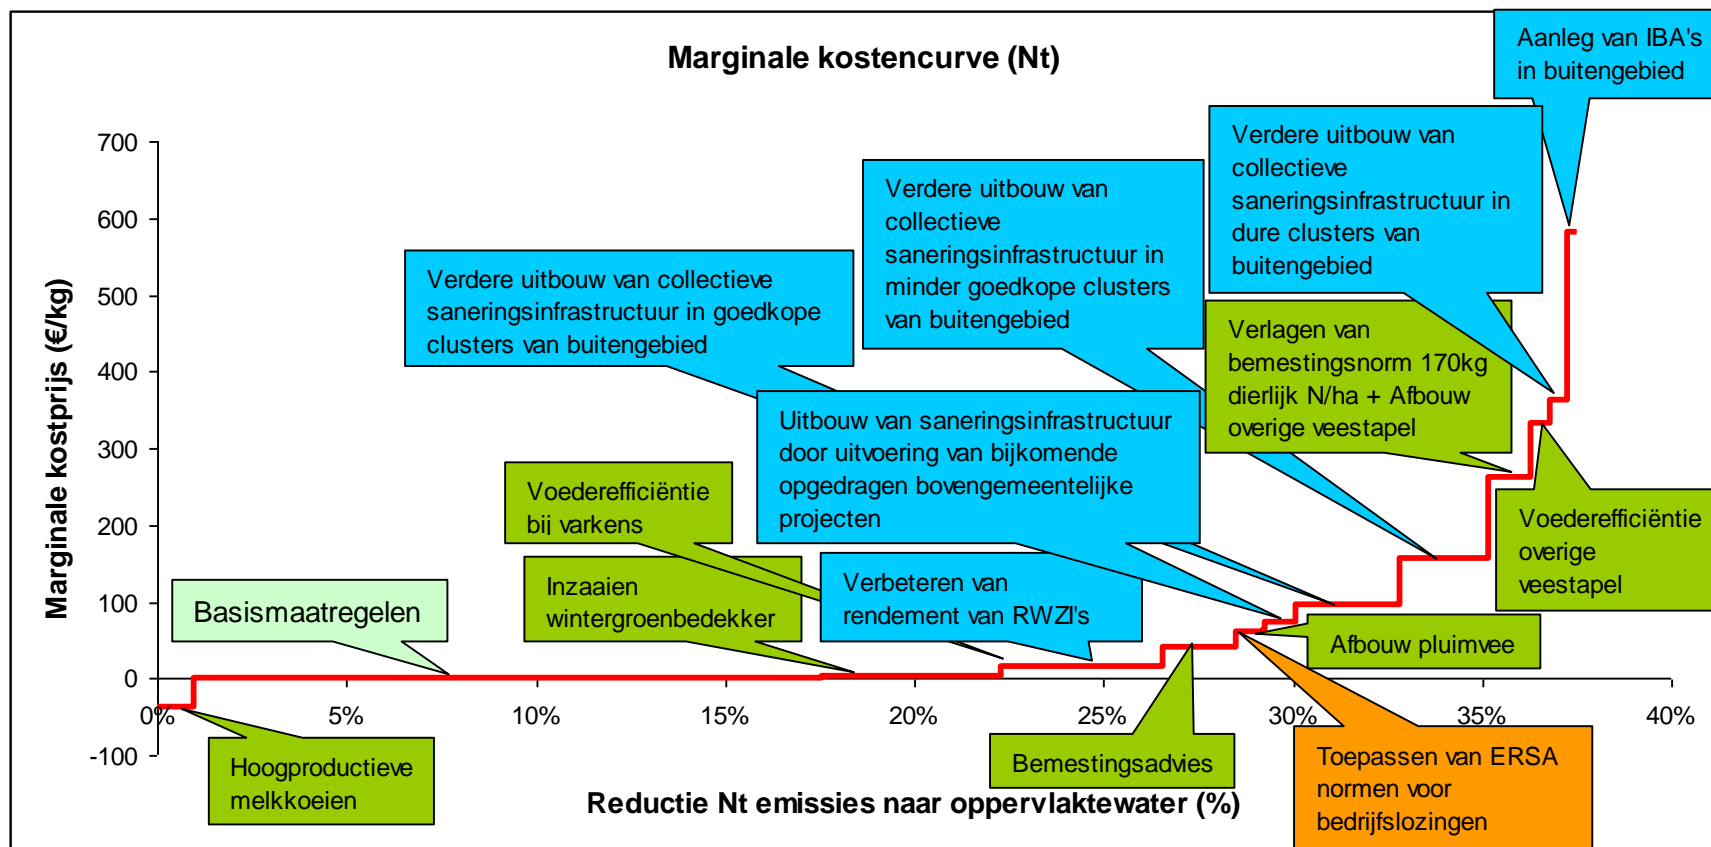 Marginale kostencurve (Nt)
Aanleg van IBA's
in buitengebied
Verdere uitbouw van
collectieve
saneringsinfrastructuur in
dure clusters van
buitengebied
Verdere uitbouw van
collectieve
saneringsinfrastructuur in
minder goedkope clusters
van buitengebied
Verdere uitbouw van collectieve
saneringsinfrastructuur in goedkope
clusters van buitengebied
Verlagen van
bemestingsnorm 170kg
dierlijk N/ha + Afbouw
overige veestapel
Uitbouw van saneringsinfrastructuur
door uitvoering van bijkomende
opgedragen bovengemeentelijke
projecten
Voederefficiëntie
bij varkens
Voederefficiëntie
overige
veestapel
Inzaaien
wintergroenbedekker
Verbeteren van
rendement van RWZI's
Basismaatregelen
Afbouw pluimvee
Hoogproductieve
melkkoeien
Bemestingsadvies
Toepassen van ERSA
normen voor
bedrijfslozingen
Marginale kostprijs (€/kg)
700
600
500
400
300
200
100
0
-100
0%
5%
10%
15%
20%
25%
30%
35%
40%
Reductie Nt emissies naar oppervlaktewater (%)